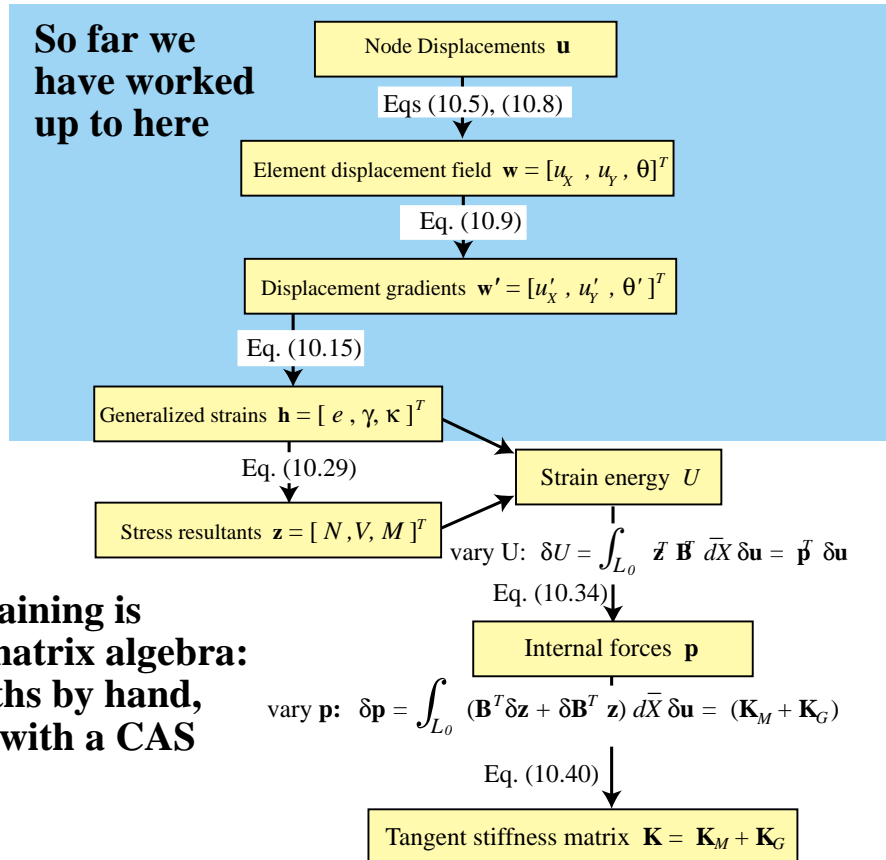 So far we
have worked
up to here
Node Displacements u
Eqs (10.5), (10.8)
Element displacement field w = [u_X , u_Y , θ]^T
Eq. (10.9)
Displacement gradients w' = [u'_X , u'_Y , θ' ]^T
Eq. (10.15)
Generalized strains h = [ e , γ, κ ]^T
Eq. (10.29)
Strain energy U
Stress resultants z = [ N ,V, M ]^T
vary U: δU = ∫_{L_0} z^T B^T dX̄ δu = p^T δu
Eq. (10.34)
aining is
matrix algebra:
ths by hand,
with a CAS
Internal forces p
vary p: δp = ∫_{L_0} (B^T δz + δB^T z) dX̄ δu = (K_M + K_G)
Eq. (10.40)
Tangent stiffness matrix K = K_M + K_G